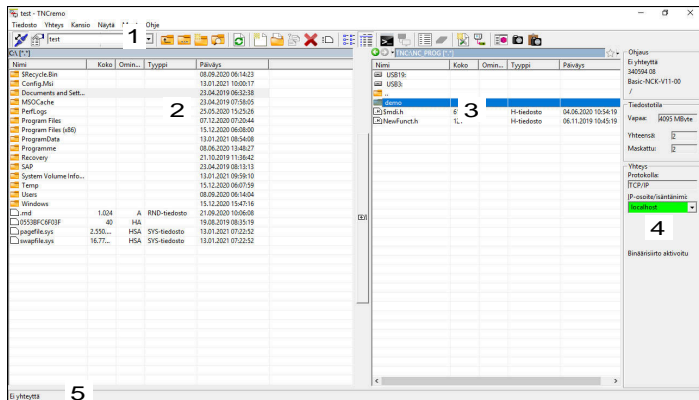 test - TNCremo
Tiedosto Yhteys Kansio Näytä Ohje
1
test
C:\ [*.*]
Nimi Koko Omin... Tyyppi Päiväys
$Recycle.Bin 08.09.2020 06:14:23
Config.Msi 13.01.2021 10:00:17
Documents and Sett... 23.04.2019 06:32:38
MSOCache 23.04.2019 07:58:05
PerfLogs 25.05.2020 15:25:26
Program Files 07.12.2020 07:20:44
Program Files (x86) 15.12.2020 06:08:00
ProgramData 13.01.2021 08:54:08
Programme 08.06.2020 13:48:27
Recovery 21.10.2019 11:36:42
SAP 23.04.2019 08:13:13
System Volume Info... 13.01.2021 09:59:10
Temp 15.12.2020 06:07:59
Users 08.09.2020 06:14:04
Windows 15.12.2020 15:47:16
.rnd 1.024 A RND-tiedosto 21.09.2020 10:06:08
0553BFC6F03F 40 HA 19.08.2019 08:35:19
pagefile.sys 2.550.... HSA SYS-tiedosto 13.01.2021 07:22:52
swapfile.sys 16.77... HSA SYS-tiedosto 13.01.2021 07:22:52
2
TNC:\NC_PROG [*.*]
Nimi Koko Omin... Tyyppi Päiväys
USB19:
USB3:
..
demo
$mdi.h 6 H-tiedosto 04.06.2020 10:54:19
NewFunct.h 1... H-tiedosto 06.11.2019 10:45:19
3
Ohjaus
Ei yhteyttä
340594 08
Basic-NCK-V11-00
/
Tiedostotila
Vapaa: 4095 MByte
Yhteensä: 2
Maskattu: 2
Yhteys
Protokolla:
TCP/IP
IP-osoite/isäntänimi:
localhost
4
Binäärisiirto aktivoitu
Ei yhteyttä
5